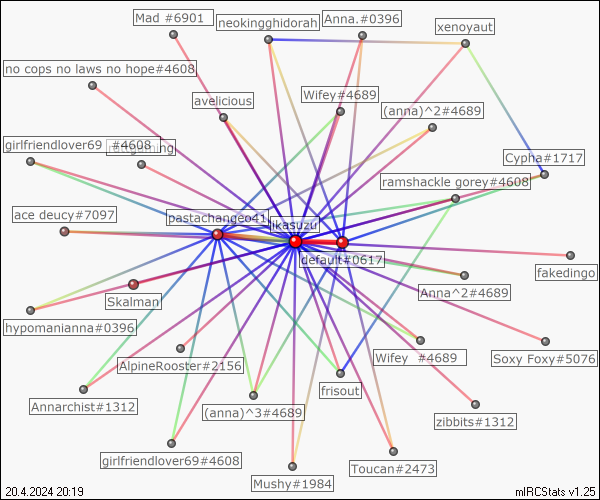 Mad #6901
neokingghidorah
Anna.#0396
xenoyaut
no cops no laws no hope#4608
avelicious
Wifey#4689
(anna)^2#4689
girlfriendlover69 #4608
Cypha#1717
ramshackle gorey#4608
ace deucy#7097
pastachangeo41
ikasuzu
default#0617
fakedingo
Skalman
Anna^2#4689
hypomanianna#0396
AlpineRooster#2156
Wifey #4689
Soxy Foxy#5076
Annarchist#1312
(anna)^3#4689
frisout
zibbits#1312
girlfriendlover69#4608
Mushy#1984
Toucan#2473
20.4.2024 20:19
mIRCStats v1.25